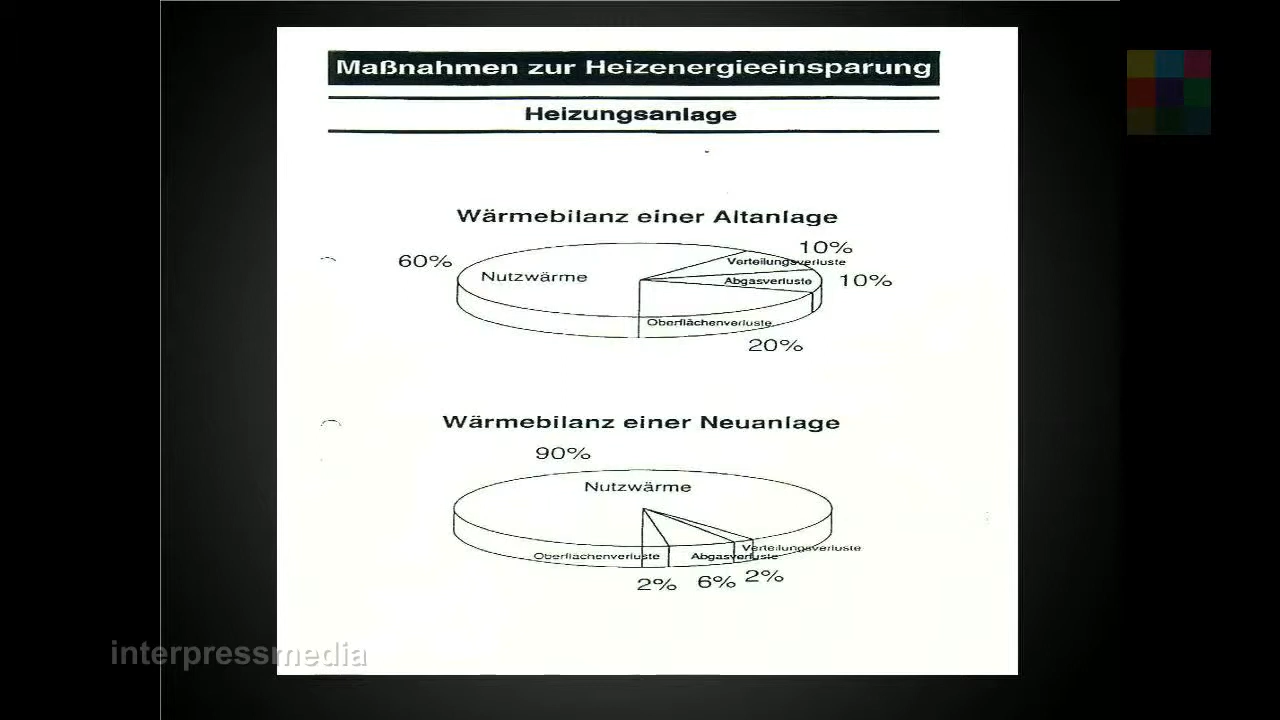 Maßnahmen zur Heizenergieeinsparung
Heizungsanlage
Wärmebilanz einer Altanlage
10%
60%
Verteilungsverluste
Nutzwärme
Abgasverluste
10%
Oberflächenverluste
20%
Wärmebilanz einer Neuanlage
90%
Nutzwärme
Verteilungsverluste
Oberflächenverluste
Abgasverluste
2%
6%
2%
interpressmedia